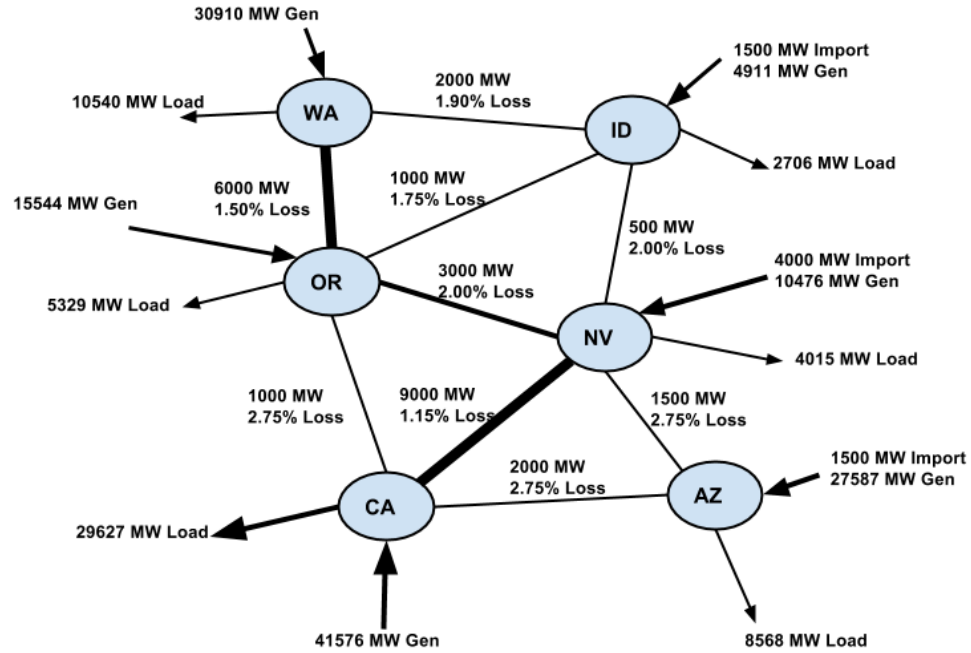 30910 MW Gen
1500 MW Import
4911 MW Gen
2000 MW
1.90% Loss
10540 MW Load
WA
ID
2706 MW Load
1000 MW
1.75% Loss
6000 MW
1.50% Loss
15544 MW Gen
500 MW
2.00% Loss
4000 MW Import
10476 MW Gen
3000 MW
2.00% Loss
OR
5329 MW Load
NV
4015 MW Load
1000 MW
2.75% Loss
9000 MW
1.15% Loss
1500 MW
2.75% Loss
2000 MW
2.75% Loss
1500 MW Import
27587 MW Gen
CA
AZ
29627 MW Load
41576 MW Gen
8568 MW Load